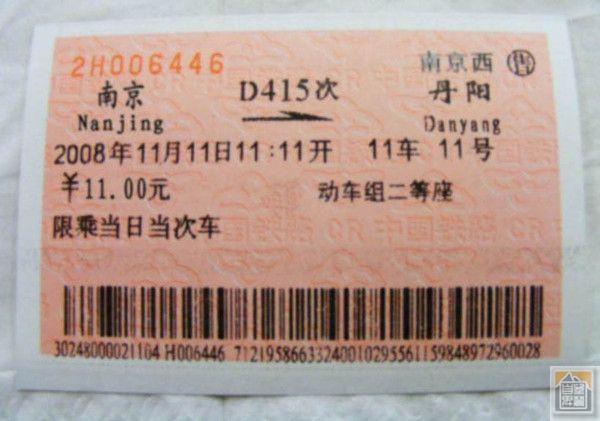 2H006446 南京西 售
南京 D415次 丹阳
Nanjing Danyang
2008年11月11日11:11开 11车 11号
￥11.00元 动车组二等座
限乘当日当次车
30248000021104 H006446 71219586633240010295561159848972960028